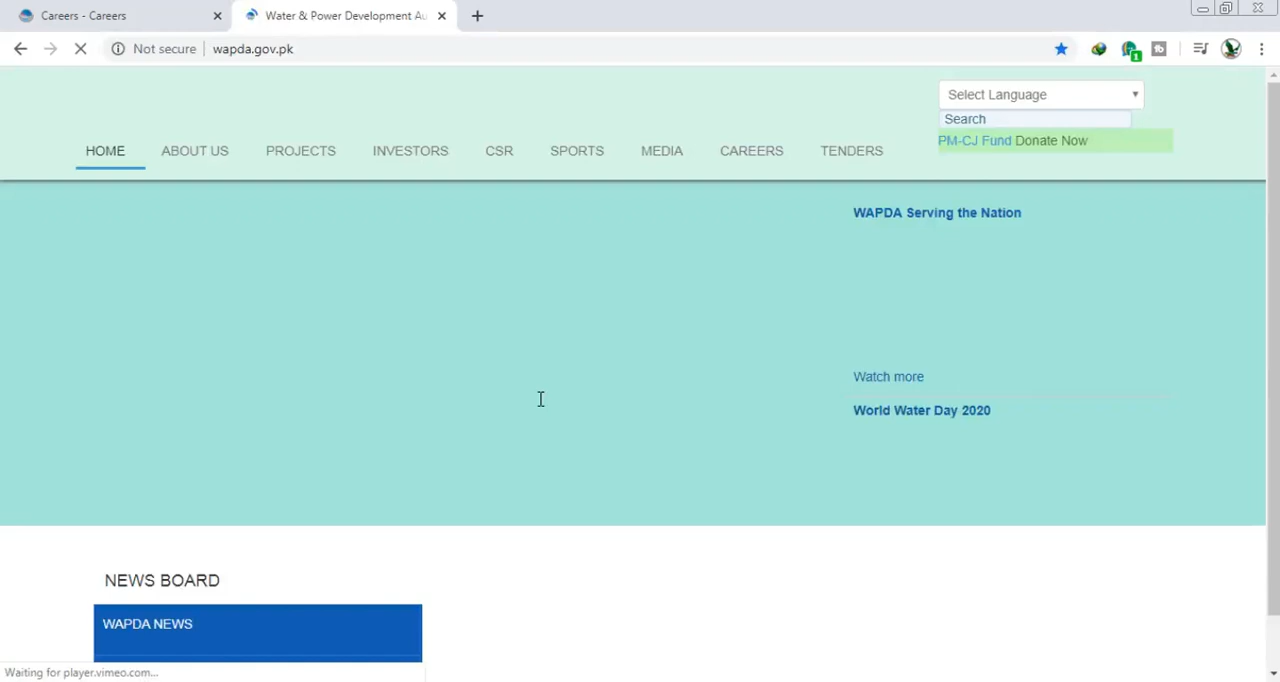 Careers - Careers
Water & Power Development Au
Not secure
wapda.gov.pk
1
Select Language
Search
PM-CJ Fund Donate Now
HOME ABOUT US PROJECTS INVESTORS CSR SPORTS MEDIA CAREERS TENDERS
WAPDA Serving the Nation
Watch more
World Water Day 2020
NEWS BOARD
WAPDA NEWS
Waiting for player.vimeo.com...